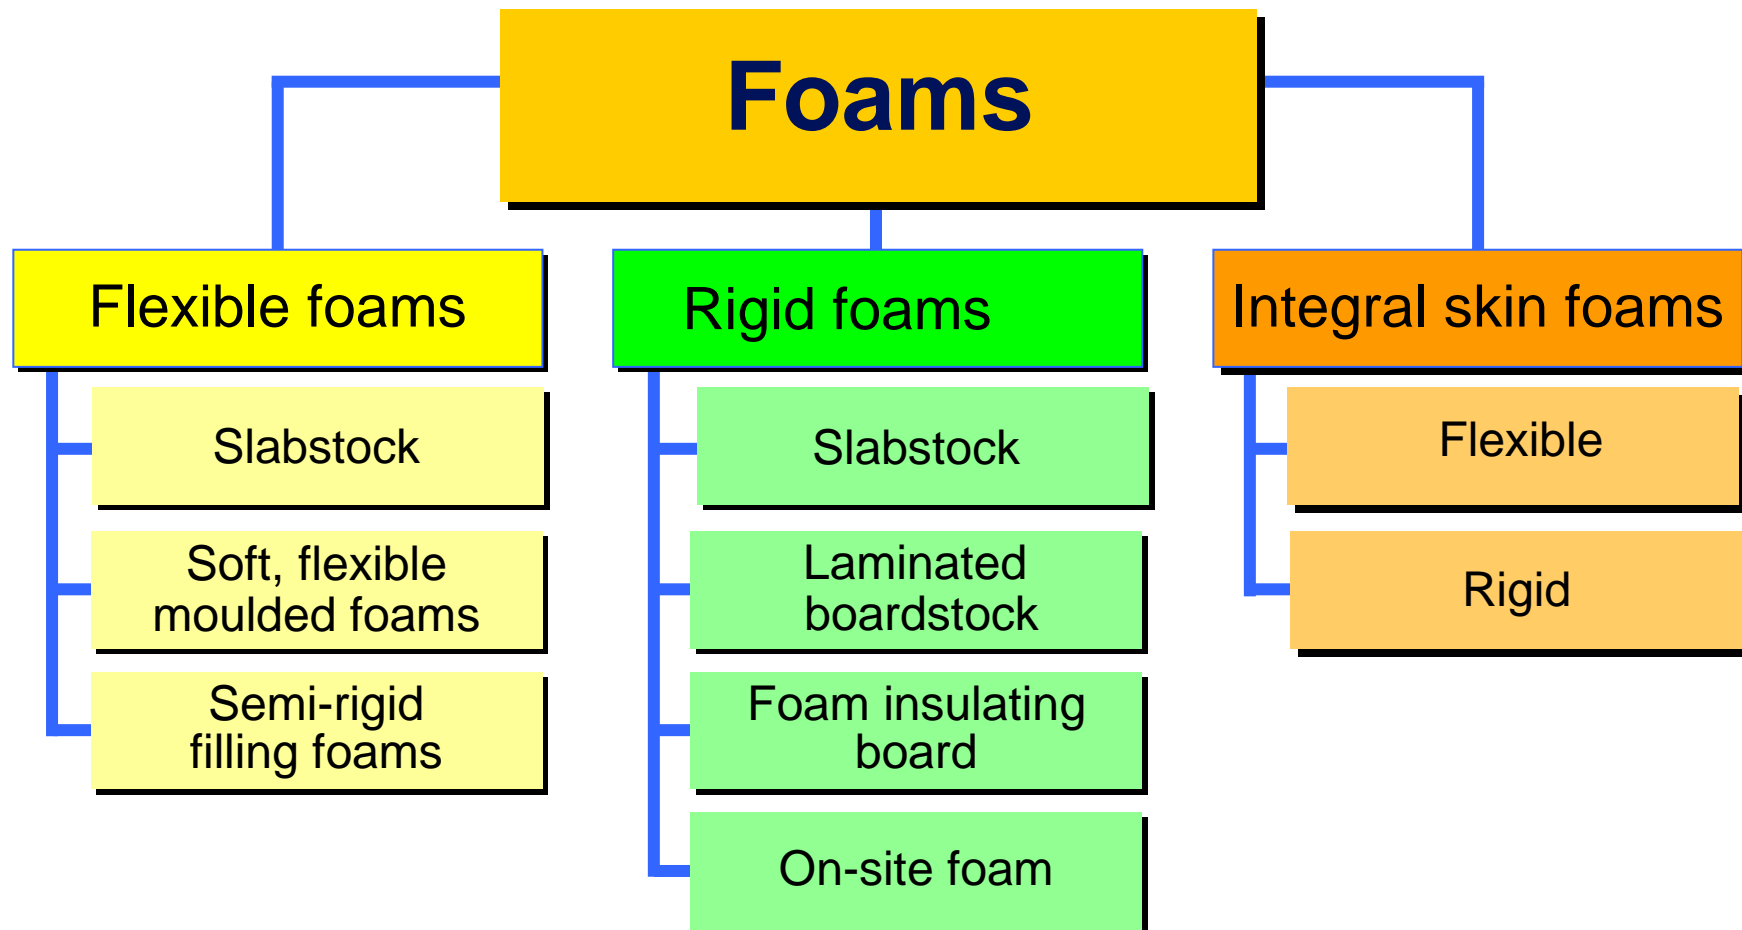 Foams
Flexible foams
Slabstock
Soft, flexible
moulded foams
Semi-rigid
filling foams
Rigid foams
Slabstock
Laminated
boardstock
Foam insulating
board
On-site foam
Integral skin foams
Flexible
Rigid